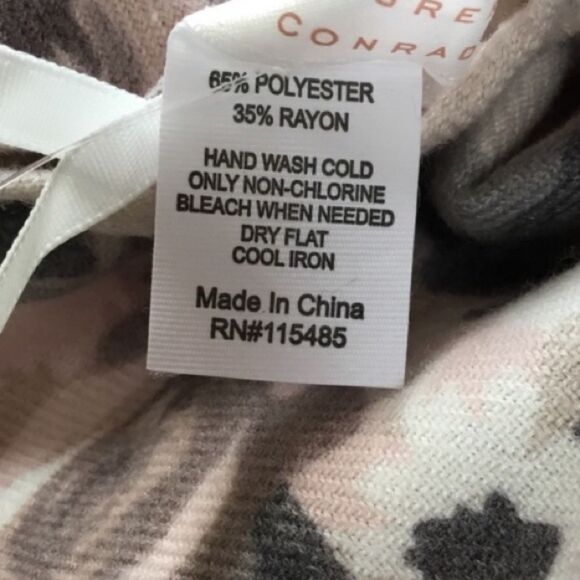 CONRAD
65% POLYESTER
35% RAYON
HAND WASH COLD
ONLY NON-CHLORINE
BLEACH WHEN NEEDED
DRY FLAT
COOL IRON
Made In China
RN#115485